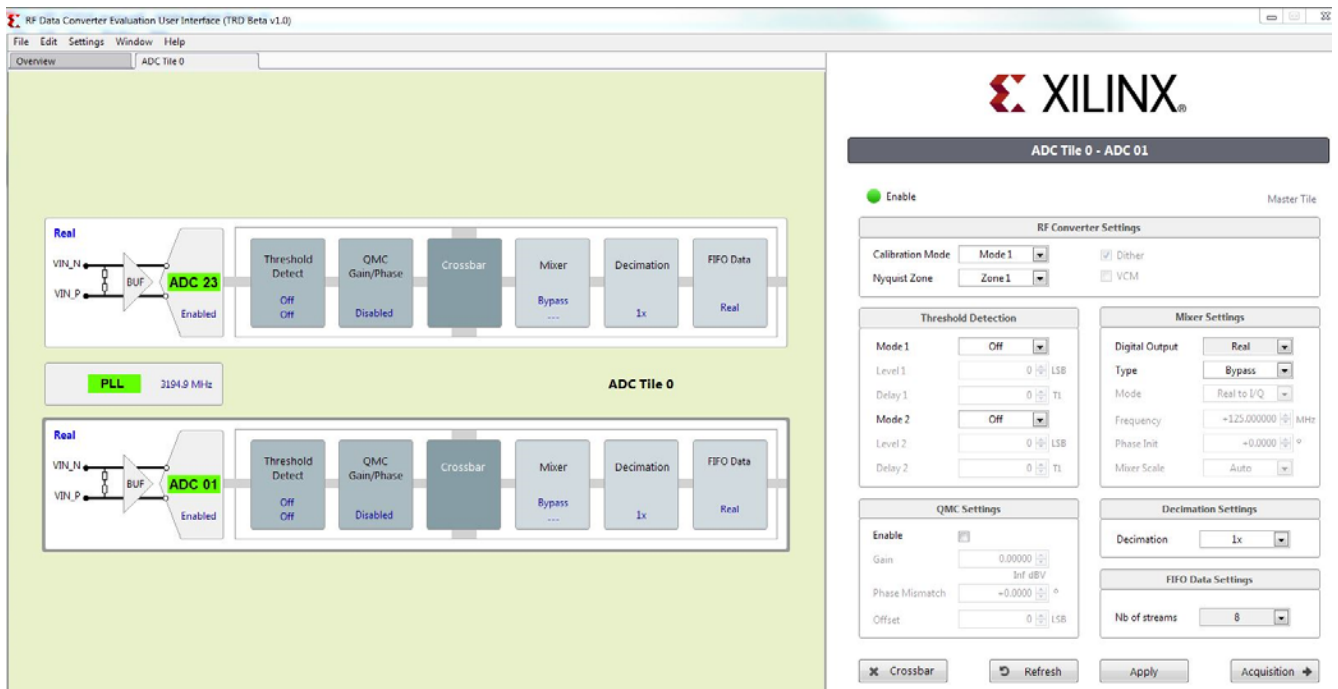 RF Data Converter Evaluation User Interface (TRD Beta v1.0)
File Edit Settings Window Help
Overview ADC Tile 0
Real
VIN_N
VIN_P
BUF
ADC 23
Enabled
Threshold Detect
Off
Off
QMC Gain/Phase
Disabled
Crossbar
Mixer
Bypass
---
Decimation
1x
FIFO Data
Real
PLL 3194.9 MHz
ADC Tile 0
Real
VIN_N
VIN_P
BUF
ADC 01
Enabled
Threshold Detect
Off
Off
QMC Gain/Phase
Disabled
Crossbar
Mixer
Bypass
---
Decimation
1x
FIFO Data
Real
XILINX®
ADC Tile 0 - ADC 01
Enable Master Tile
RF Converter Settings
Calibration Mode Mode 1 Dither
Nyquist Zone Zone 1 VCM
Threshold Detection
Mode 1 Off
Level 1 0 LSB
Delay 1 0 T1
Mode 2 Off
Level 2 0 LSB
Delay 2 0 T1
Mixer Settings
Digital Output Real
Type Bypass
Mode Real to I/Q
Frequency -125.000000 MHz
Phase Init +0.0000 °
Mixer Scale Auto
QMC Settings
Enable
Gain 0.00000
Inf dBV
Phase Mismatch +0.0000 °
Offset 0 LSB
Decimation Settings
Decimation 1x
FIFO Data Settings
Nb of streams 8
Crossbar Refresh Apply Acquisition